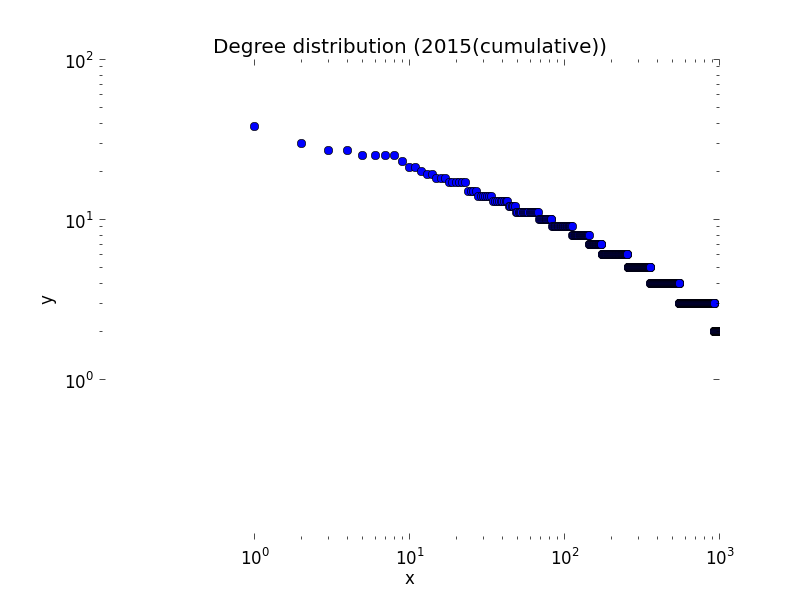 Degree distribution (2015(cumulative))
10²
10¹
10⁰
y
10⁰ 10¹ 10² 10³
x